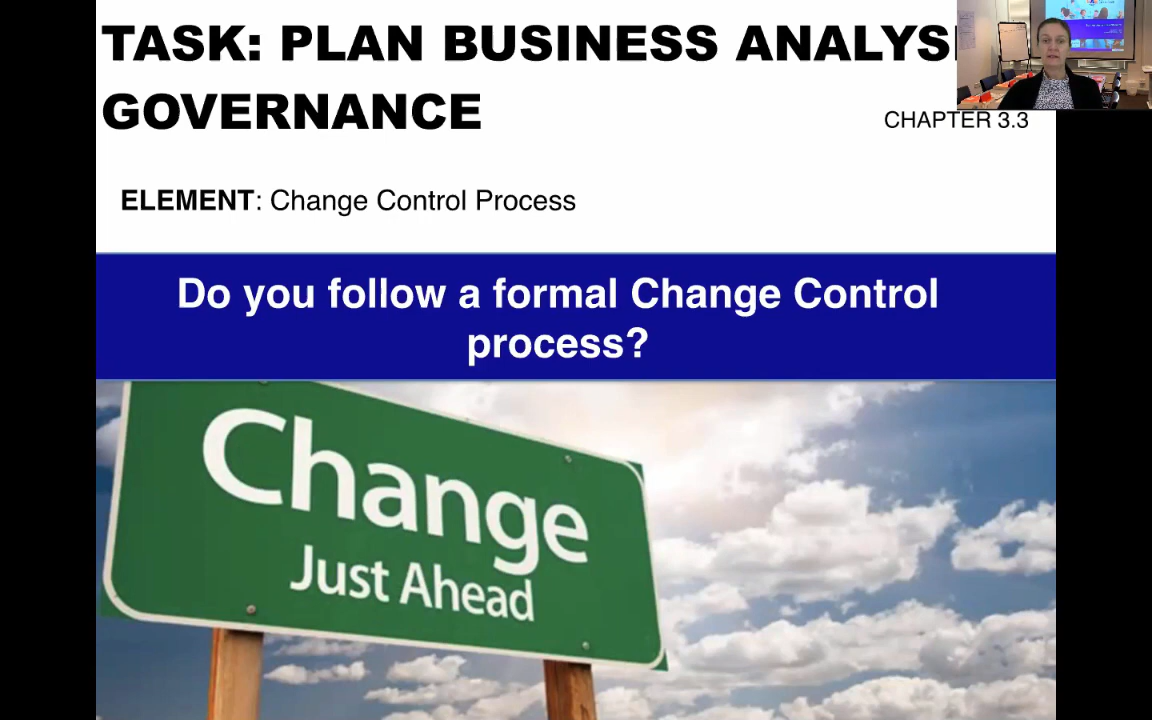 TASK: PLAN BUSINESS ANALYS
GOVERNANCE
CHAPTER 3.3
ELEMENT: Change Control Process
Do you follow a formal Change Control
process?
Change
Just Ahead